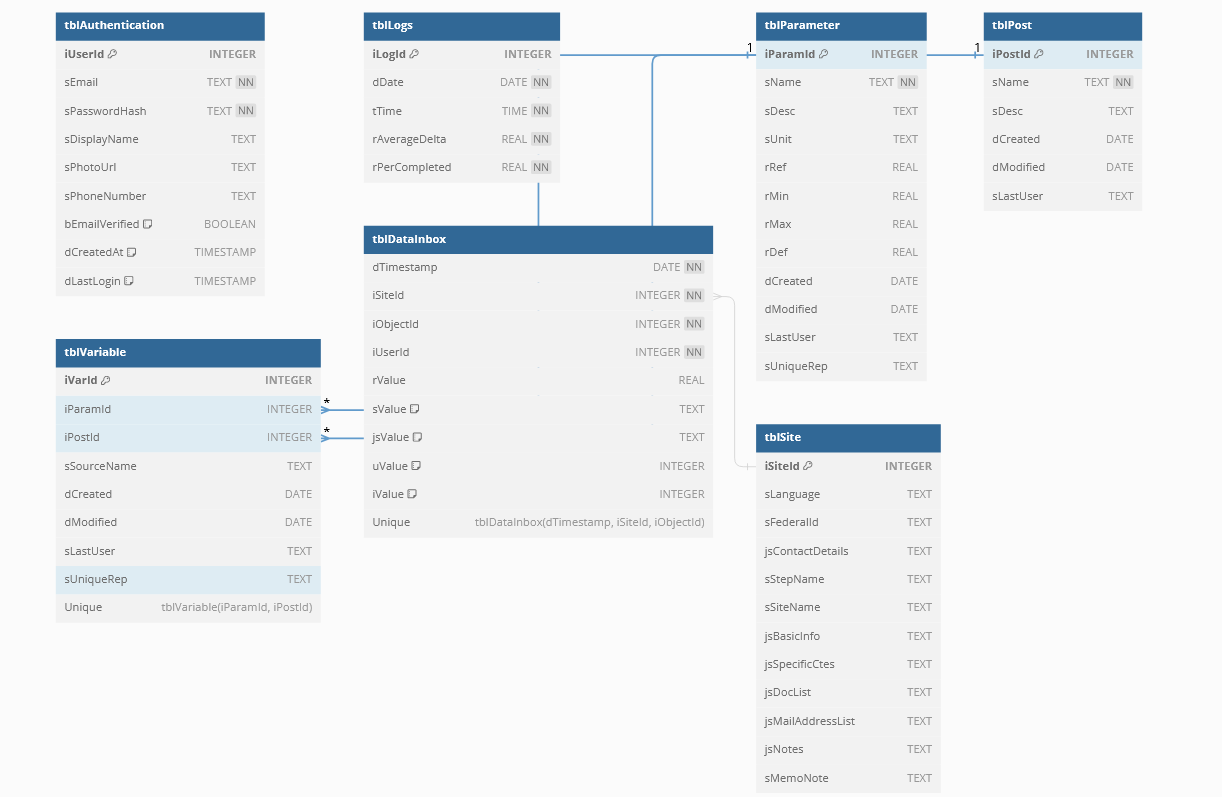 tblAuthentication
iUserId INTEGER
sEmail TEXT NN
sPasswordHash TEXT NN
sDisplayName TEXT
sPhotoUrl TEXT
sPhoneNumber TEXT
bEmailVerified BOOLEAN
dCreatedAt TIMESTAMP
dLastLogin TIMESTAMP
tblLogs
iLogId INTEGER
dDate DATE NN
tTime TIME NN
rAverageDelta REAL NN
rPerCompleted REAL NN
1
tblParameter
iParamId INTEGER
sName TEXT NN
sDesc TEXT
sUnit TEXT
rRef REAL
rMin REAL
rMax REAL
rDef REAL
dCreated DATE
dModified DATE
sLastUser TEXT
sUniqueRep TEXT
1
tblPost
iPostId INTEGER
sName TEXT NN
sDesc TEXT
dCreated DATE
dModified DATE
sLastUser TEXT
tblVariable
iVarId INTEGER
iParamId INTEGER
*
iPostId INTEGER
*
sSourceName TEXT
dCreated DATE
dModified DATE
sLastUser TEXT
sUniqueRep TEXT
Unique tblVariable(iParamId, iPostId)
tblDataInbox
dTimestamp DATE NN
iSiteId INTEGER NN
iObjectId INTEGER NN
iUserId INTEGER NN
rValue REAL
sValue TEXT
jsValue TEXT
uValue INTEGER
iValue INTEGER
Unique tblDataInbox(dTimestamp, iSiteId, iObjectId)
tblSite
iSiteId INTEGER
sLanguage TEXT
sFederalId TEXT
jsContactDetails TEXT
sStepName TEXT
sSiteName TEXT
jsBasicInfo TEXT
jsSpecificCtes TEXT
jsDocList TEXT
jsMailAddressList TEXT
jsNotes TEXT
sMemoNote TEXT